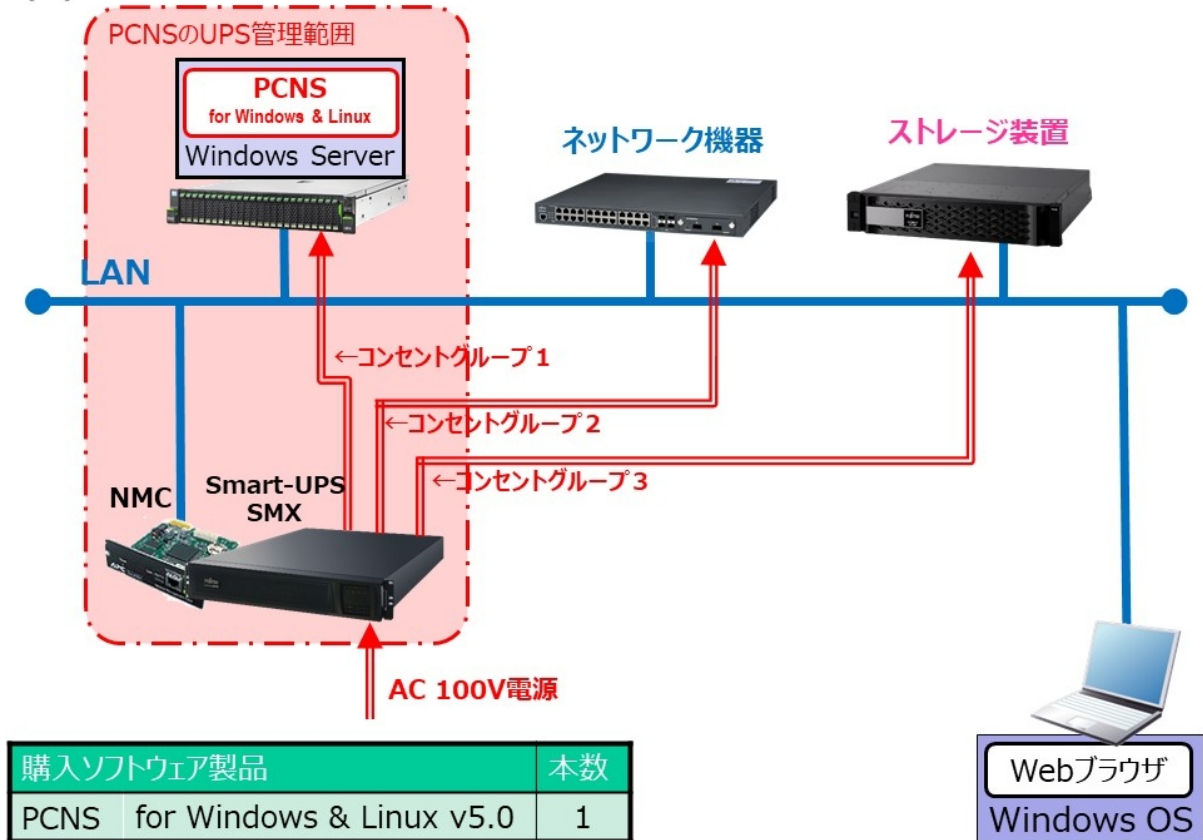 PCNSのUPS管理範囲
PCNS
for Windows & Linux
Windows Server
ネットワーク機器
ストレージ装置
LAN
←コンセントグループ1
←コンセントグループ2
←コンセントグループ3
NMC
Smart-UPS
SMX
AC 100V電源
購入ソフトウェア製品 本数
PCNS for Windows & Linux v5.0 1
Webブラウザ
Windows OS